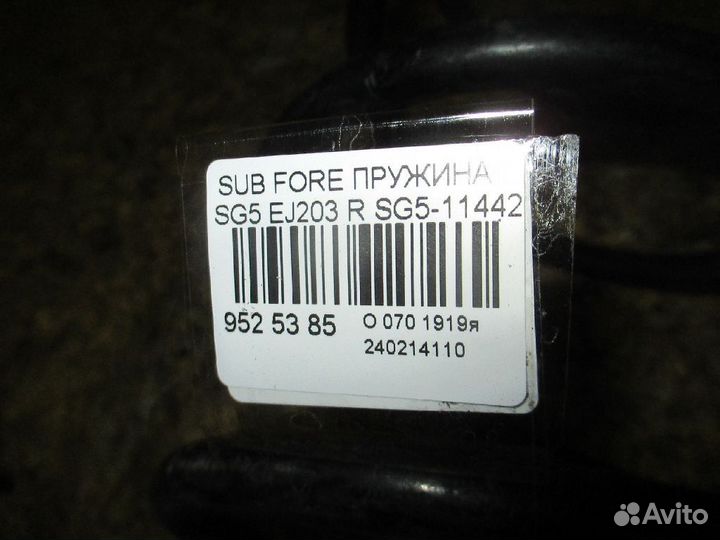 SUB FORE ПРУЖИНА
SG5 EJ203 R SG5-11442
952 53 85 O 070 1919я
240214110
Avito